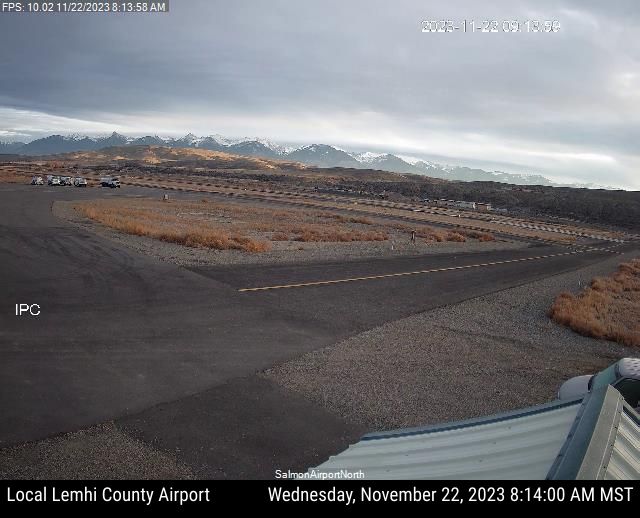 FPS: 10.02 11/22/2023 8:13:58 AM
2023-11-22 09:13:59
IPC
SalmonAirportNorth
Local Lemhi County Airport Wednesday, November 22, 2023 8:14:00 AM MST